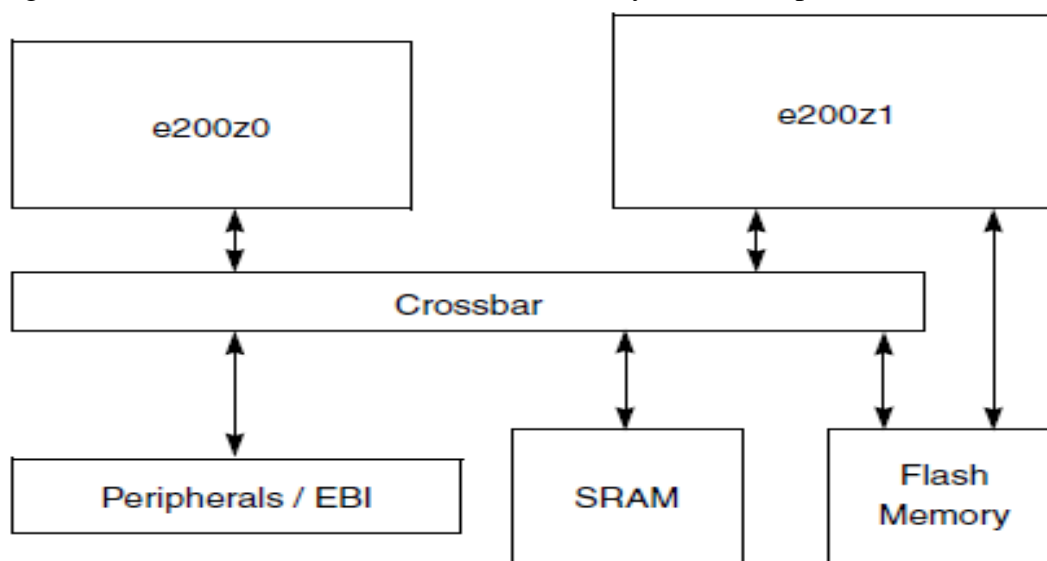 e200z0
e200z1
Crossbar
Peripherals / EBI
SRAM
Flash
Memory